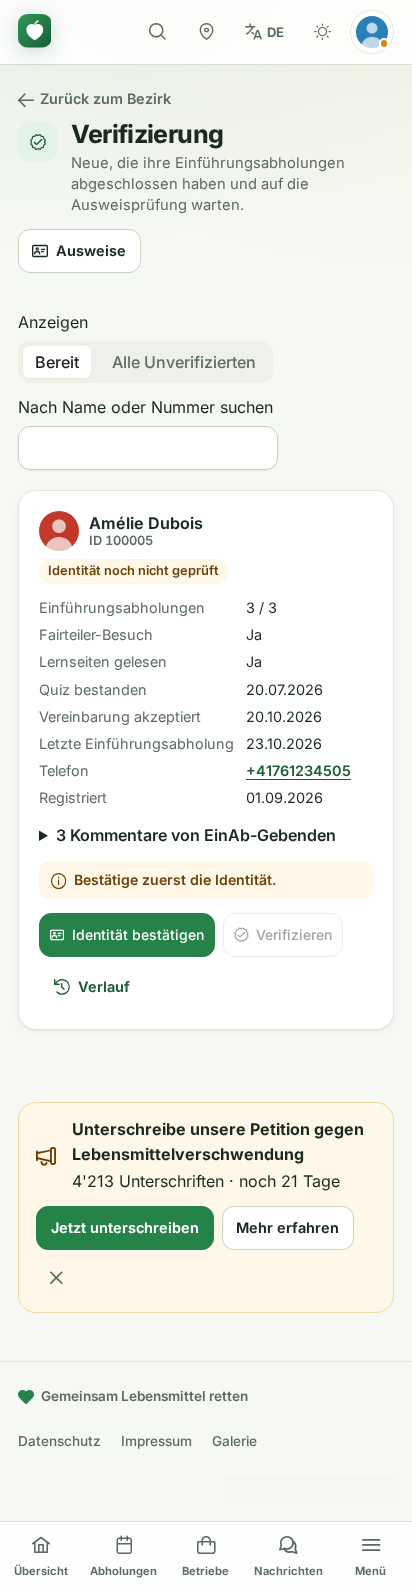 DE
Zurück zum Bezirk
Verifizierung
Neue, die ihre Einführungsabholungen
abgeschlossen haben und auf die
Ausweisprüfung warten.
Ausweise
Anzeigen
Bereit
Alle Unverifizierten
Nach Name oder Nummer suchen
Amélie Dubois
ID 100005
Identität noch nicht geprüft
Einführungsabholungen 3 / 3
Fairteiler-Besuch Ja
Lernseiten gelesen Ja
Quiz bestanden 20.07.2026
Vereinbarung akzeptiert 20.10.2026
Letzte Einführungsabholung 23.10.2026
Telefon +41761234505
Registriert 01.09.2026
3 Kommentare von EinAb-Gebenden
Bestätige zuerst die Identität.
Identität bestätigen
Verifizieren
Verlauf
Unterschreibe unsere Petition gegen
Lebensmittelverschwendung
4'213 Unterschriften · noch 21 Tage
Jetzt unterschreiben
Mehr erfahren
Gemeinsam Lebensmittel retten
Datenschutz Impressum Galerie
Übersicht Abholungen Betriebe Nachrichten Menü